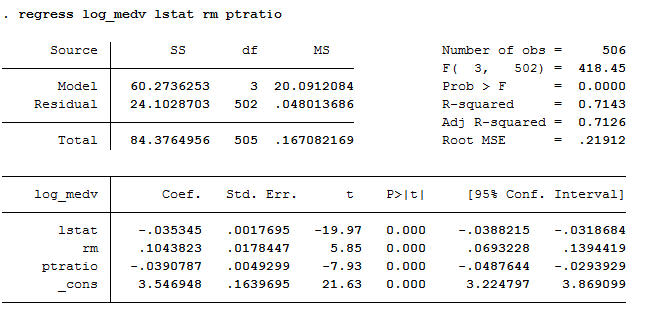 . regress log_medv lstat rm ptratio
Source SS df MS Number of obs = 506
F( 3, 502) = 418.45
Model 60.2736253 3 20.0912084 Prob > F = 0.0000
Residual 24.1028703 502 .048013686 R-squared = 0.7143
Adj R-squared = 0.7126
Total 84.3764956 505 .167082169 Root MSE = .21912
log_medv Coef. Std. Err. t P>|t| [95% Conf. Interval]
lstat -.035345 .0017695 -19.97 0.000 -.0388215 -.0318684
rm .1043823 .0178447 5.85 0.000 .0693228 .1394419
ptratio -.0390787 .0049299 -7.93 0.000 -.0487644 -.0293929
_cons 3.546948 .1639695 21.63 0.000 3.224797 3.869099